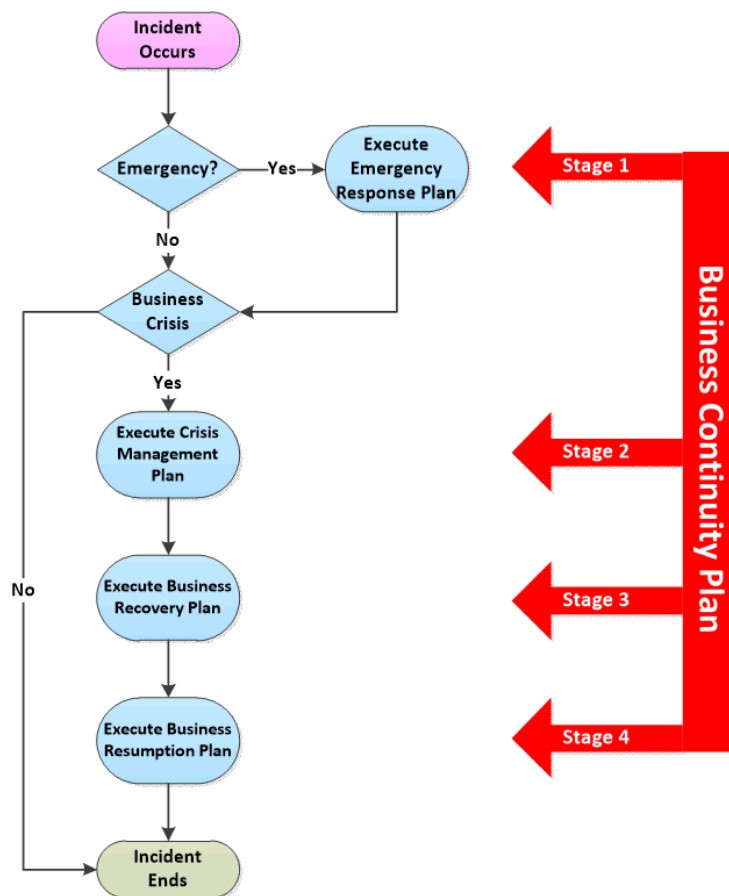 Incident
Occurs
Emergency?
Yes
Execute
Emergency
Response Plan
Stage 1
No
Business
Crisis
Yes
Execute Crisis
Management
Plan
Stage 2
No
Execute Business
Recovery Plan
Stage 3
Execute Business
Resumption Plan
Stage 4
Incident
Ends
Business Continuity Plan